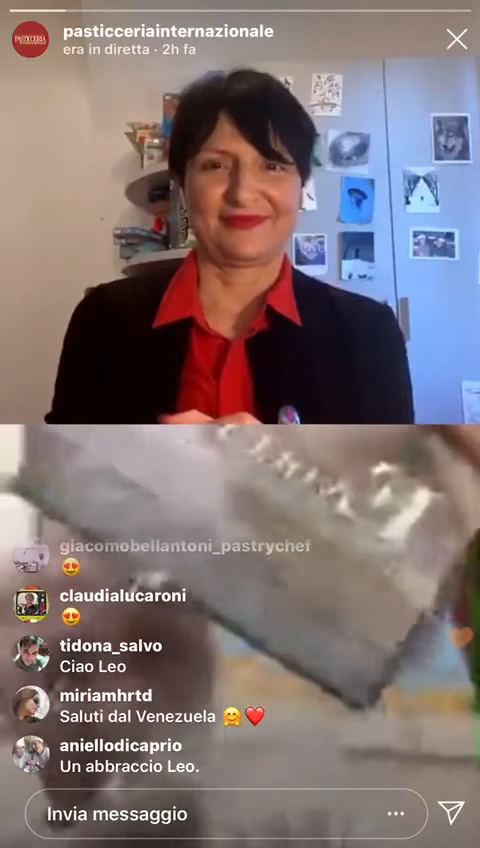 PASTICCERIA
pasticceriainternazionale
era in diretta · 2h fa
giacomobellantoni_pastrychef
😍
claudialucaroni
😍
tidona_salvo
Ciao Leo
miriamhrtd
Saluti dal Venezuela 🤗❤️
aniellodicaprio
Un abbraccio Leo.
Invia messaggio